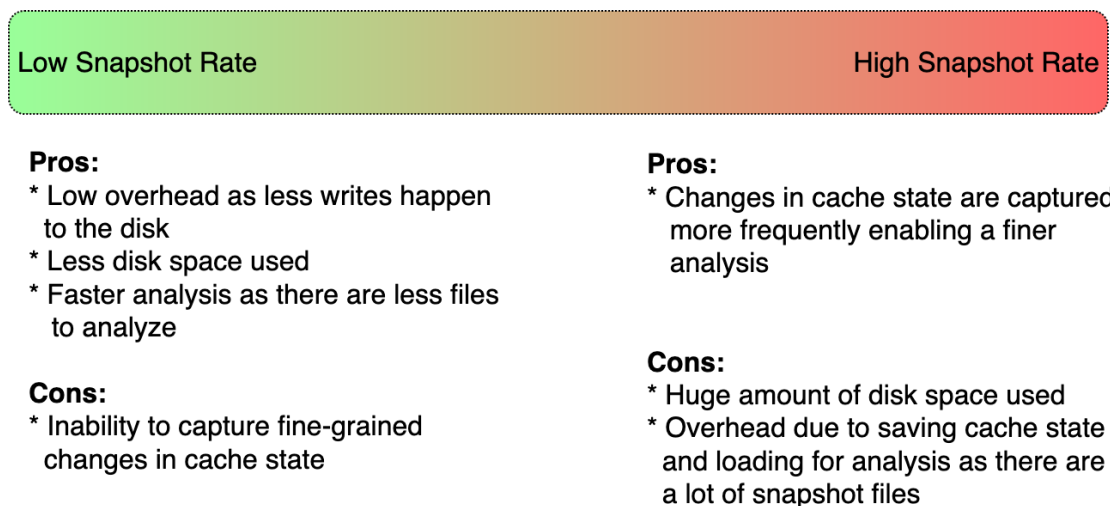 Low Snapshot Rate
High Snapshot Rate
Pros:
* Low overhead as less writes happen
to the disk
* Less disk space used
* Faster analysis as there are less files
to analyze
Cons:
* Inability to capture fine-grained
changes in cache state
Pros:
* Changes in cache state are captured
more frequently enabling a finer
analysis
Cons:
* Huge amount of disk space used
* Overhead due to saving cache state
and loading for analysis as there are
a lot of snapshot files